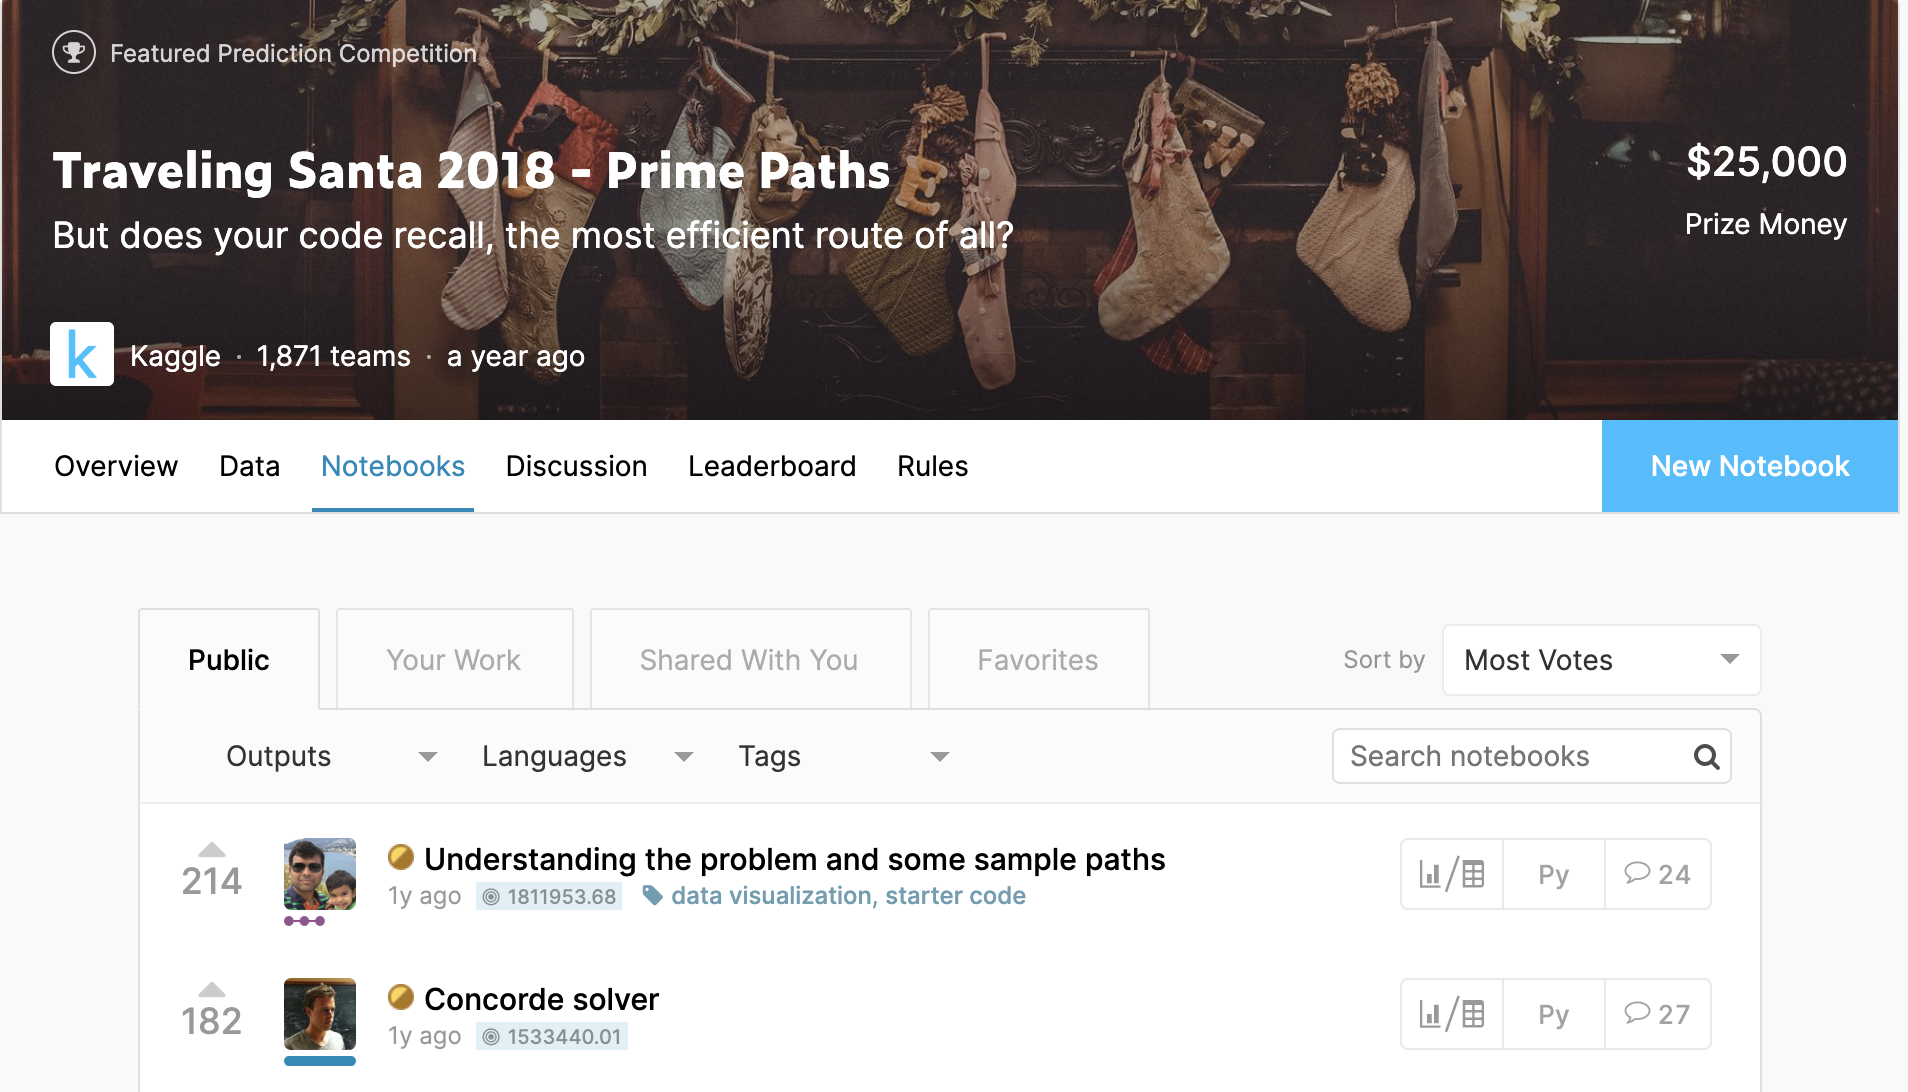 Featured Prediction Competition
Traveling Santa 2018 - Prime Paths
But does your code recall, the most efficient route of all?
$25,000
Prize Money
k
Kaggle · 1,871 teams · a year ago
Overview Data Notebooks Discussion Leaderboard Rules New Notebook
Public Your Work Shared With You Favorites Sort by Most Votes
Outputs Languages Tags Search notebooks
214 Understanding the problem and some sample paths Py 24
1y ago 1811953.68 data visualization, starter code
182 Concorde solver Py 27
1y ago 1533440.01